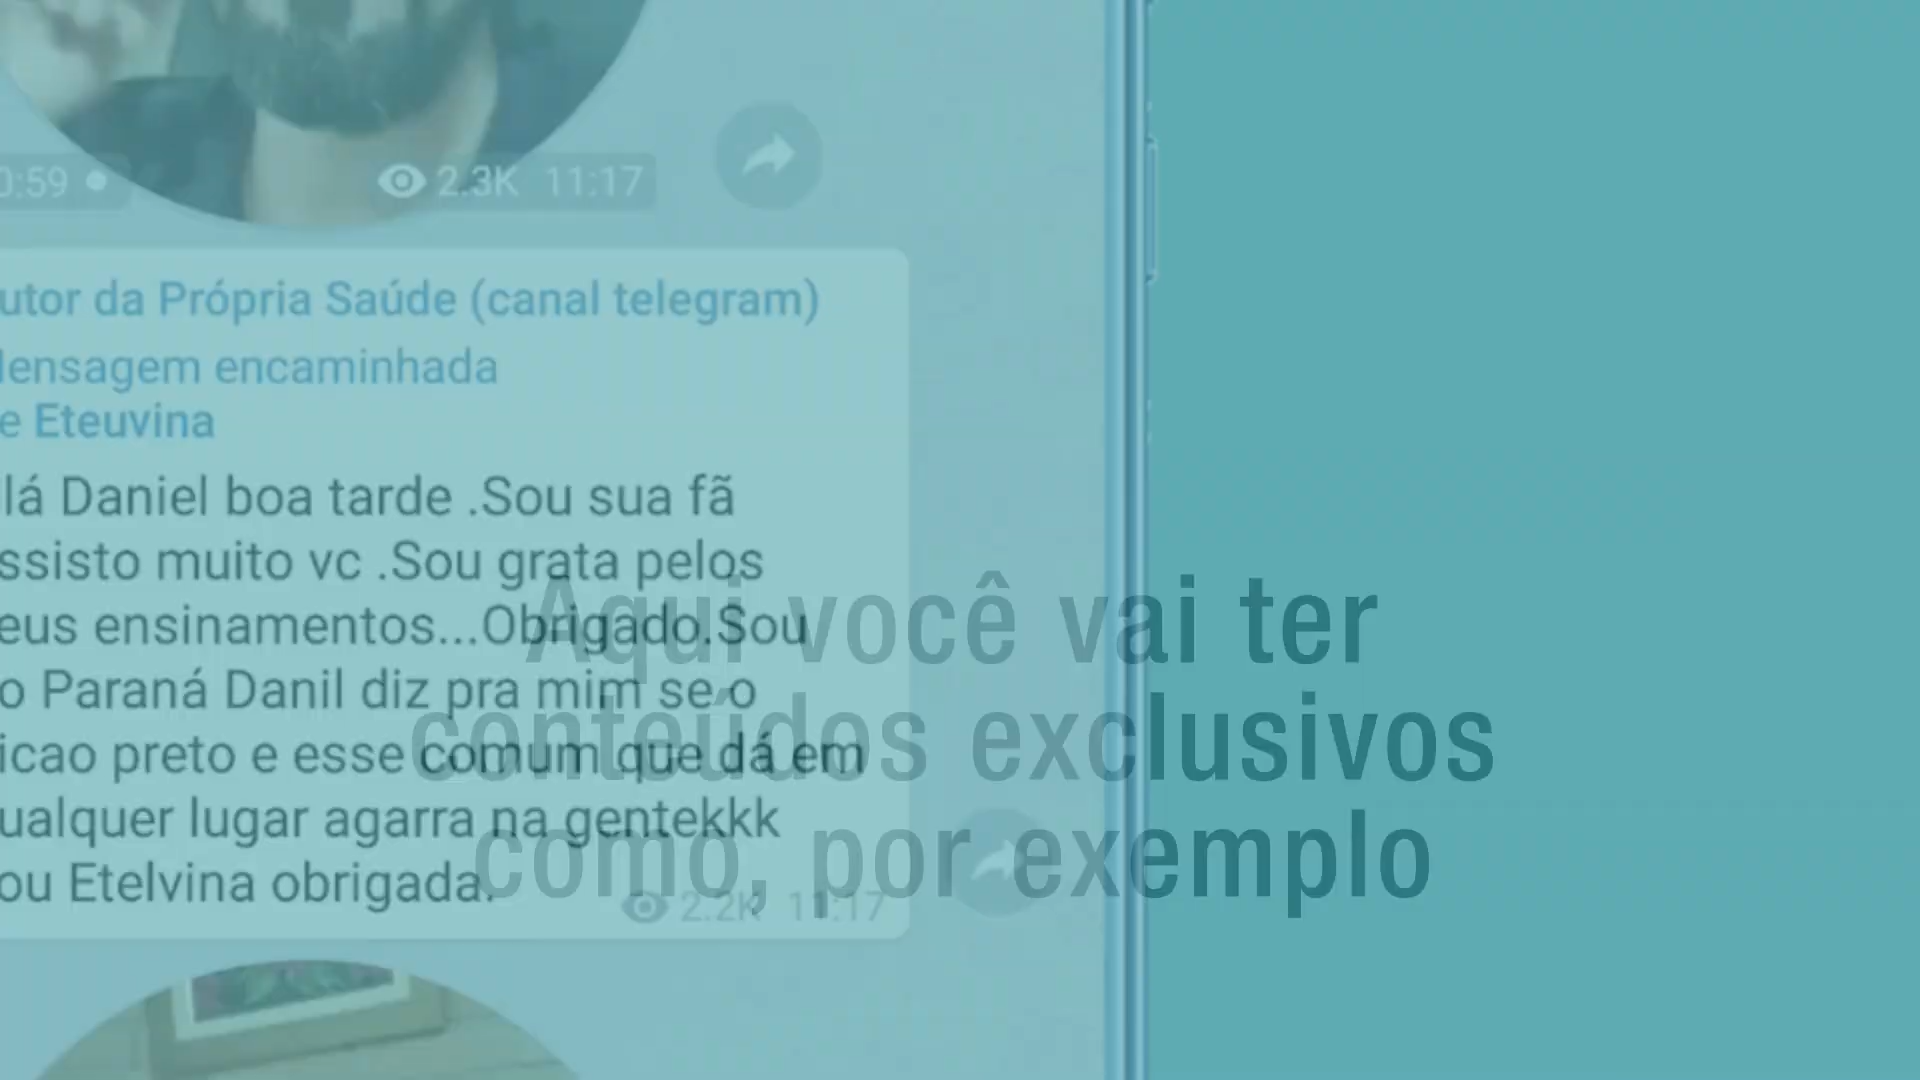 0:59
2.3K 11:17
utor da Própria Saúde (canal telegram)
ensagem encaminhada
e Eteuvina
lá Daniel boa tarde .Sou sua fã
ssisto muito vc .Sou grata pelos
eus ensinamentos...Obrigado.Sou
o Paraná Danil diz pra mim se o
icao preto e esse comum que dá em
ualquer lugar agarra na gentekkk
ou Etelvina obrigada.
2.2K 11:17
Aqui você vai ter
conteúdos exclusivos
como, por exemplo